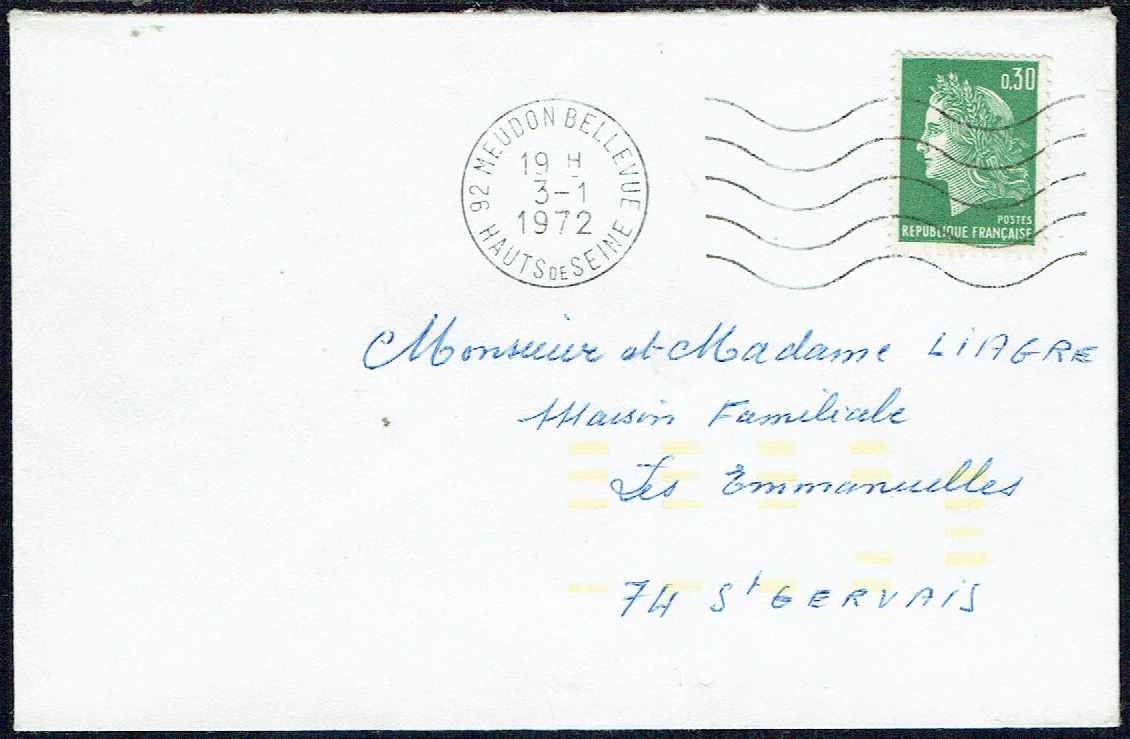 0,30
POSTES
REPUBLIQUE FRANÇAISE
92 MEUDON BELLEVUE
19 H
3-1
1972
HAUTS DE SEINE
Monsieur et Madame LIAGRE
Maison Familiale
Les Emmanuelles
74 St GERVAIS